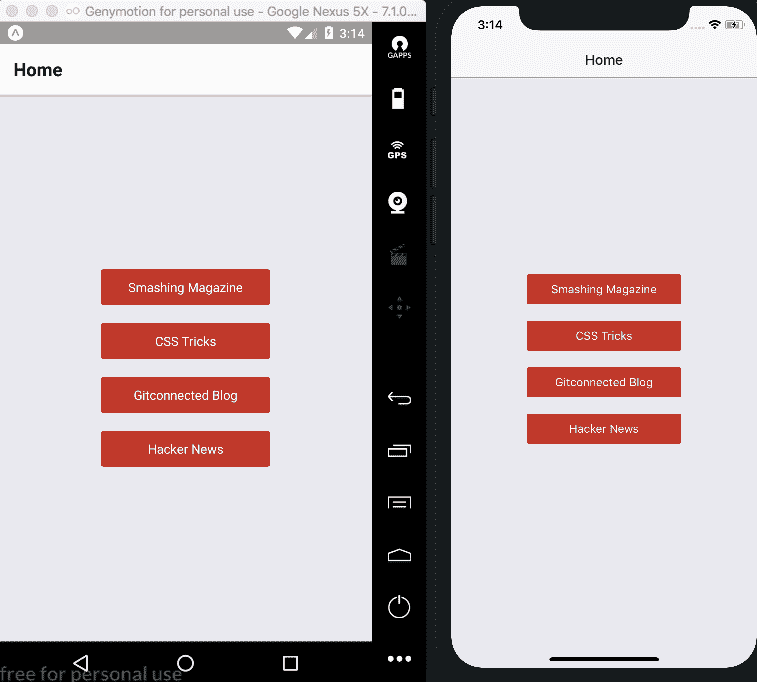 Genymotion for personal use - Google Nexus 5X - 7.1.0...
3:14
Home
Smashing Magazine
CSS Tricks
Gitconnected Blog
Hacker News
free for personal use
GAPPS
GPS
3:14
Home
Smashing Magazine
CSS Tricks
Gitconnected Blog
Hacker News